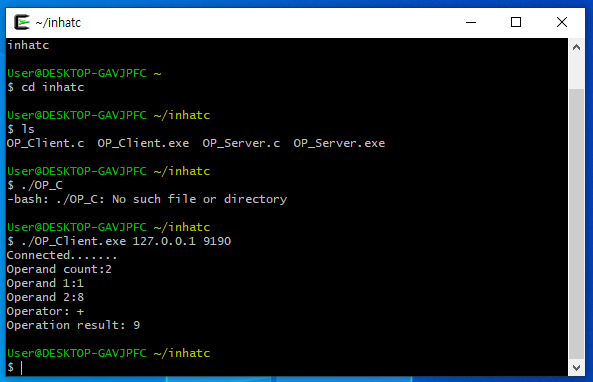 ~/inhatc
inhatc
User@DESKTOP-GAVJPFC ~
$ cd inhatc
User@DESKTOP-GAVJPFC ~/inhatc
$ ls
OP_Client.c  OP_Client.exe  OP_Server.c  OP_Server.exe
User@DESKTOP-GAVJPFC ~/inhatc
$ ./OP_C
-bash: ./OP_C: No such file or directory
User@DESKTOP-GAVJPFC ~/inhatc
$ ./OP_Client.exe 127.0.0.1 9190
Connected.......
Operand count:2
Operand 1:1
Operand 2:8
Operator: +
Operation result: 9
User@DESKTOP-GAVJPFC ~/inhatc
$